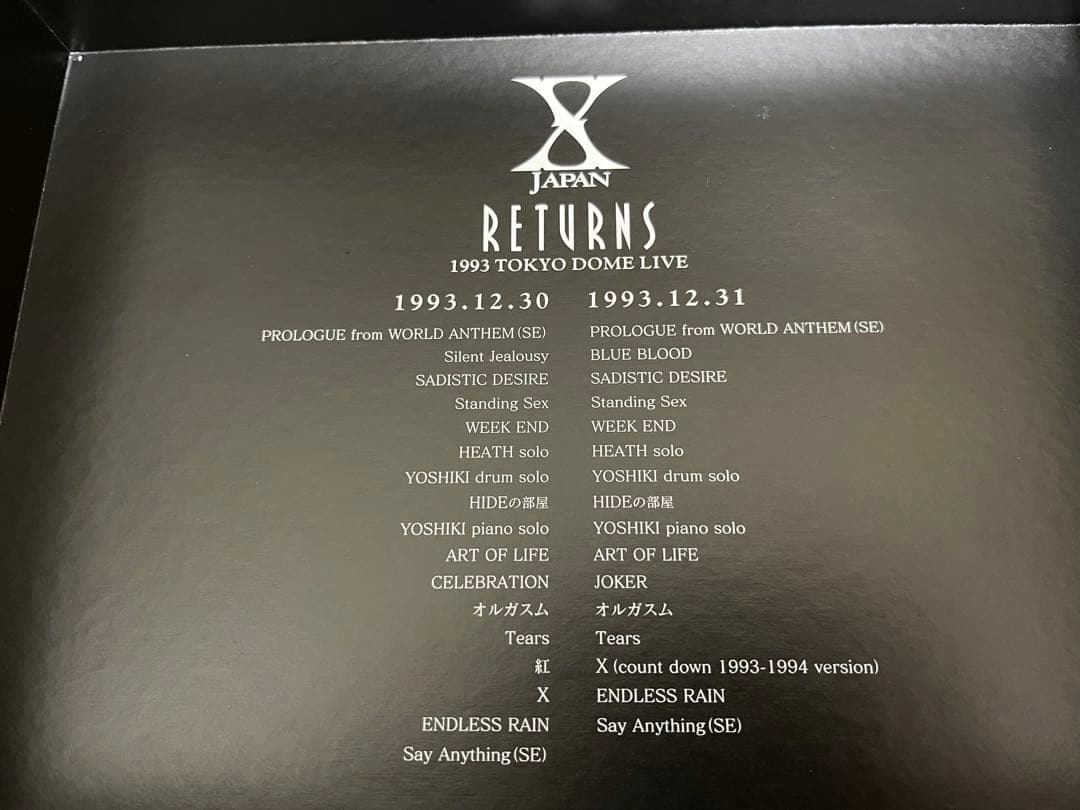 X
JAPAN
RETURNS
1993 TOKYO DOME LIVE
1993.12.30
PROLOGUE from WORLD ANTHEM(SE)
Silent Jealousy
SADISTIC DESIRE
Standing Sex
WEEK END
HEATH solo
YOSHIKI drum solo
HIDEの部屋
YOSHIKI piano solo
ART OF LIFE
CELEBRATION
オルガスム
Tears
紅
X
ENDLESS RAIN
Say Anything(SE)
1993.12.31
PROLOGUE from WORLD ANTHEM(SE)
BLUE BLOOD
SADISTIC DESIRE
Standing Sex
WEEK END
HEATH solo
YOSHIKI drum solo
HIDEの部屋
YOSHIKI piano solo
ART OF LIFE
JOKER
オルガスム
Tears
X (count down 1993-1994 version)
ENDLESS RAIN
Say Anything(SE)